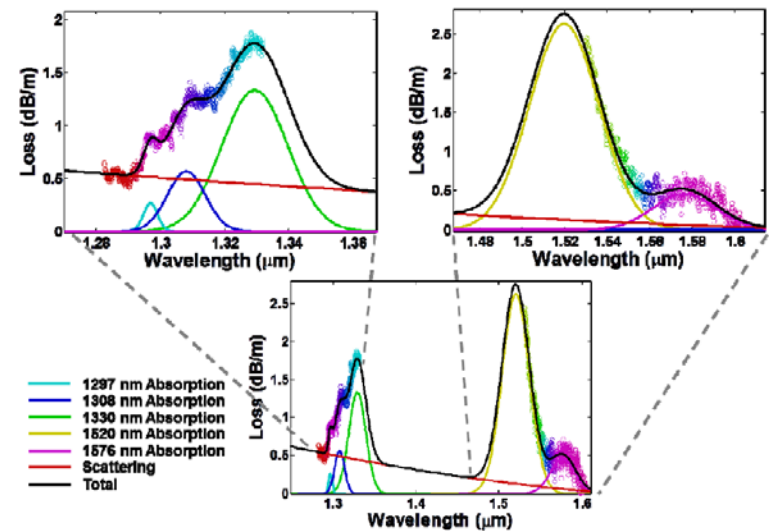 2
1.5
1
0.5
0
Loss (dB/m)
1.28
1.3
1.32
1.34
1.36
Wavelength (μm)
2.5
2
1.5
1
0.5
0
Loss (dB/m)
1.48
1.5
1.52
1.54
1.56
1.58
1.6
Wavelength (μm)
2.5
2
1.5
1
0.5
0
Loss (dB/m)
1.3
1.4
1.5
1.6
Wavelength (μm)
1297 nm Absorption
1308 nm Absorption
1330 nm Absorption
1520 nm Absorption
1576 nm Absorption
Scattering
Total